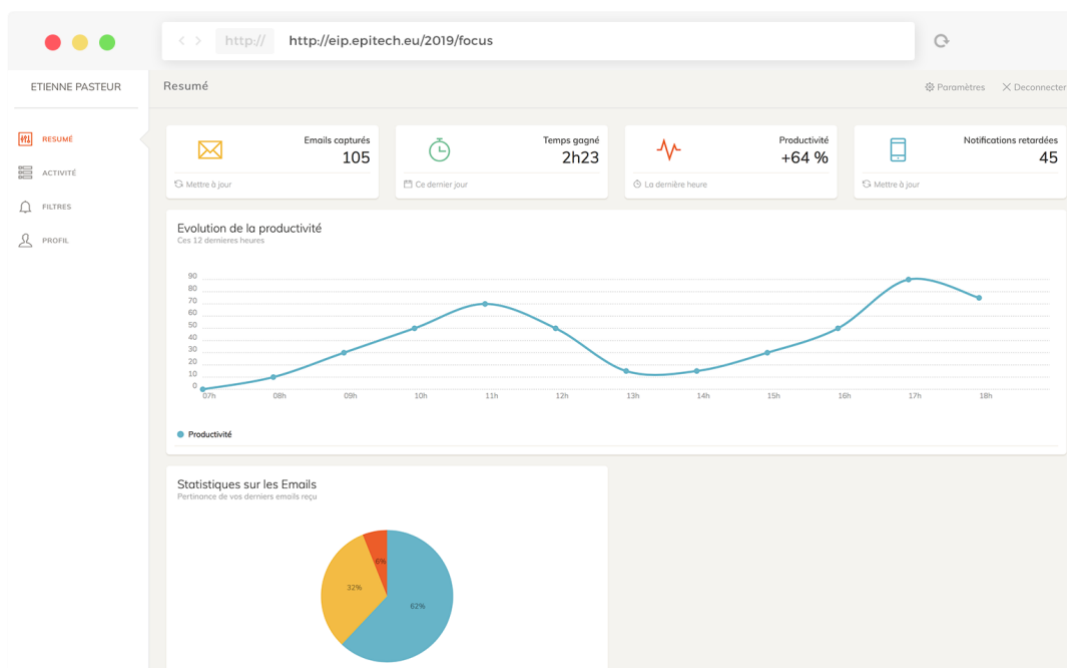 http://
http://eip.epitech.eu/2019/focus
ETIENNE PASTEUR
Resumé
Paramètres
Deconnecter
RESUMÉ
ACTIVITÉ
FILTRES
PROFIL
Emails capturés
105
Mettre à jour
Temps gagné
2h23
Ce dernier jour
Productivité
+64 %
La dernière heure
Notifications retardées
45
Mettre à jour
Evolution de la productivité
Ces 12 dernieres heures
90
80
70
60
50
40
30
20
10
0
07h 08h 09h 10h 11h 12h 13h 14h 15h 16h 17h 18h
Productivité
Statistiques sur les Emails
Pertinance de vos derniers emails reçu
6%
32%
62%